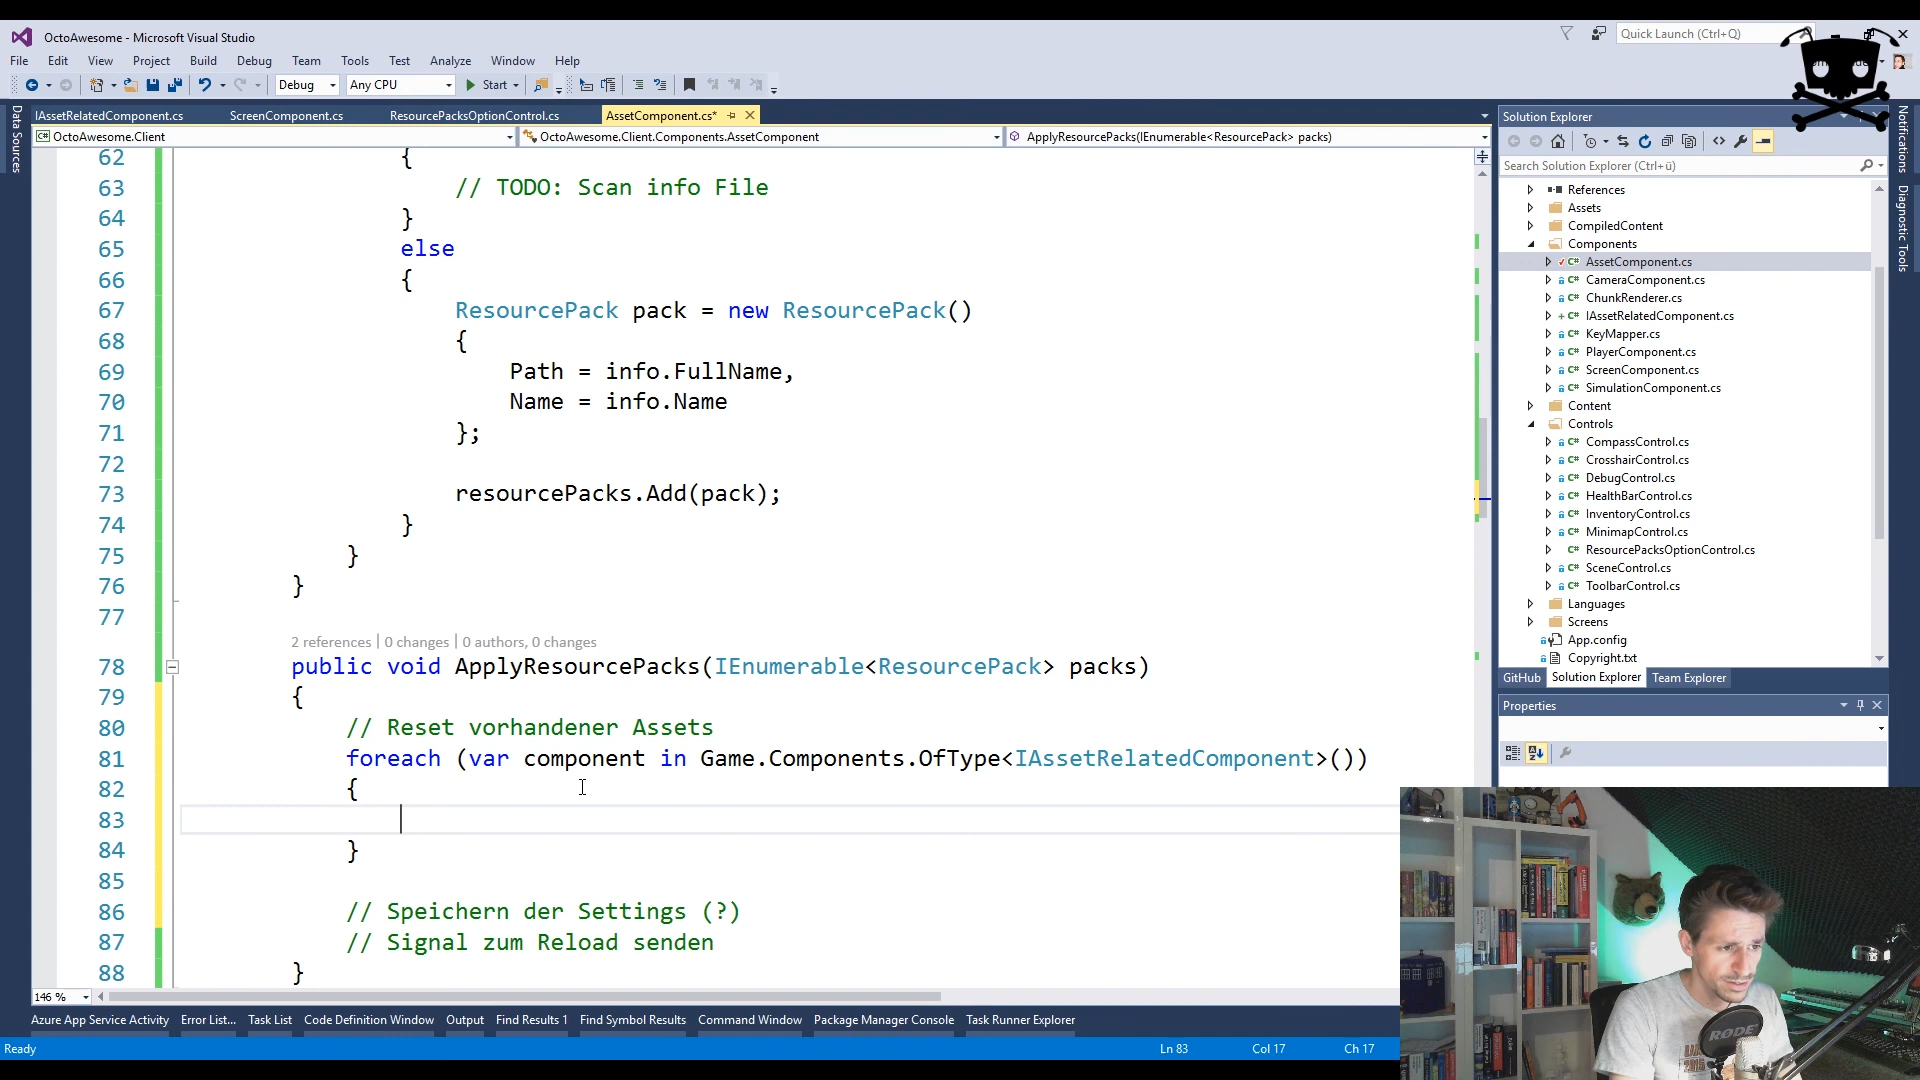 OctoAwesome - Microsoft Visual Studio
Quick Launch (Ctrl+Q)
File Edit View Project Build Debug Team Tools Test Analyze Window Help
Debug Any CPU Start
IAssetRelatedComponent.cs ScreenComponent.cs ResourcePacksOptionControl.cs AssetComponent.cs*
OctoAwesome.Client OctoAwesome.Client.Components.AssetComponent ApplyResourcePacks(IEnumerable<ResourcePack> packs)
Data Sources
62 {
63 // TODO: Scan info File
64 }
65 else
66 {
67 ResourcePack pack = new ResourcePack()
68 {
69 Path = info.FullName,
70 Name = info.Name
71 };
72
73 resourcePacks.Add(pack);
74 }
75 }
76 }
77
2 references | 0 changes | 0 authors, 0 changes
78 public void ApplyResourcePacks(IEnumerable<ResourcePack> packs)
79 {
80 // Reset vorhandener Assets
81 foreach (var component in Game.Components.OfType<IAssetRelatedComponent>())
82 {
83
84 }
85
86 // Speichern der Settings (?)
87 // Signal zum Reload senden
88 }
146 %
Azure App Service Activity Error List... Task List Code Definition Window Output Find Results 1 Find Symbol Results Command Window Package Manager Console Task Runner Explorer
Ready Ln 83 Col 17 Ch 17
Solution Explorer
Search Solution Explorer (Ctrl+ü)
References
Assets
CompiledContent
Components
AssetComponent.cs
CameraComponent.cs
ChunkRenderer.cs
IAssetRelatedComponent.cs
KeyMapper.cs
PlayerComponent.cs
ScreenComponent.cs
SimulationComponent.cs
Content
Controls
CompassControl.cs
CrosshairControl.cs
DebugControl.cs
HealthBarControl.cs
InventoryControl.cs
MinimapControl.cs
ResourcePacksOptionControl.cs
SceneControl.cs
ToolbarControl.cs
Languages
Screens
App.config
Copyright.txt
GitHub Solution Explorer Team Explorer
Properties
Notifications
Diagnostic Tools
RØDE